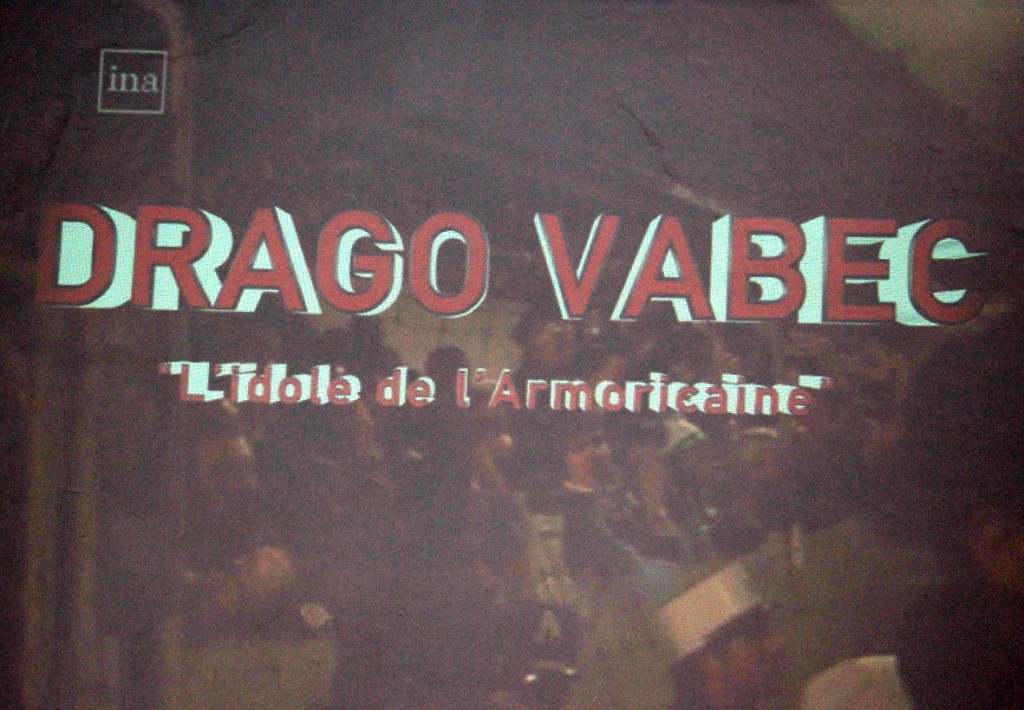 ina
DRAGO VABEC
"L'idole de l'Armoricaine"